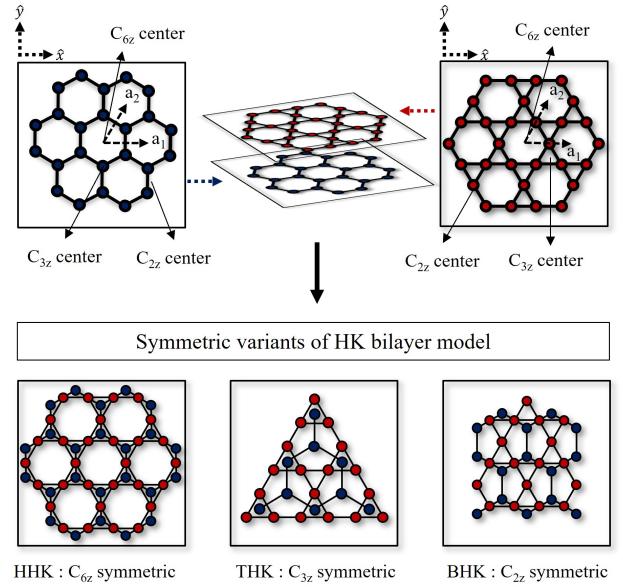 ŷ
x̂
C₆z center
a₂
a₁
C₃z center
C₂z center
ŷ
x̂
C₆z center
a₂
a₁
C₂z center
C₃z center
Symmetric variants of HK bilayer model
HHK : C₆z symmetric
THK : C₃z symmetric
BHK : C₂z symmetric